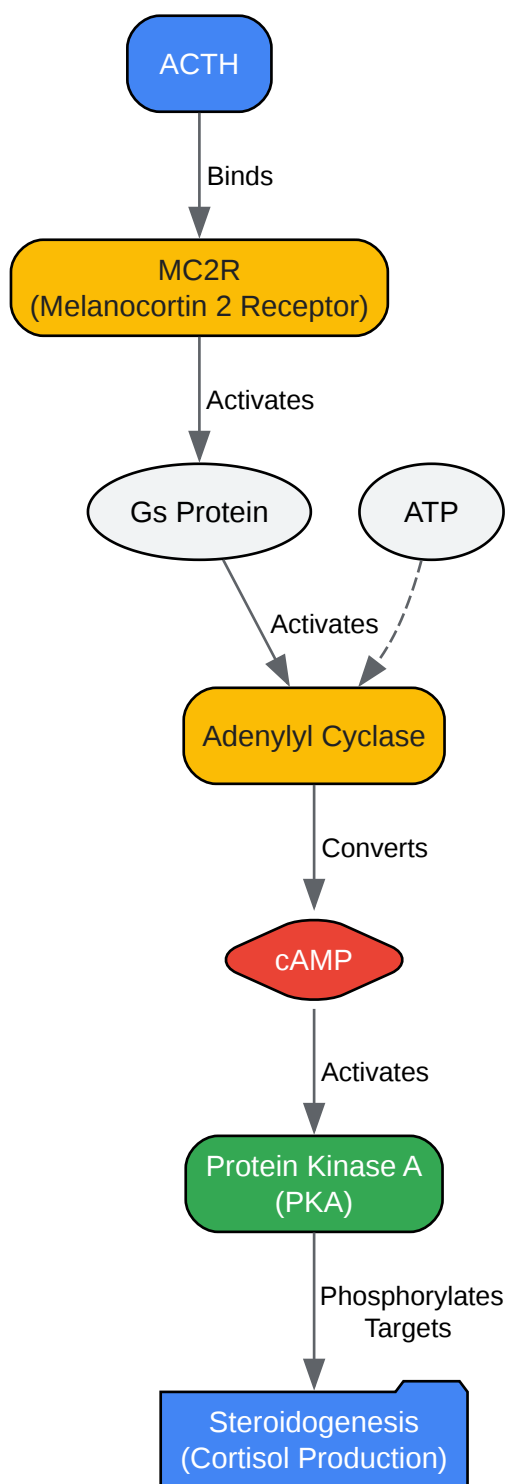 ACTH
Binds
MC2R
(Melanocortin 2 Receptor)
Activates
Gs Protein
ATP
Activates
Adenylyl Cyclase
Converts
cAMP
Activates
Protein Kinase A
(PKA)
Phosphorylates
Targets
Steroidogenesis
(Cortisol Production)